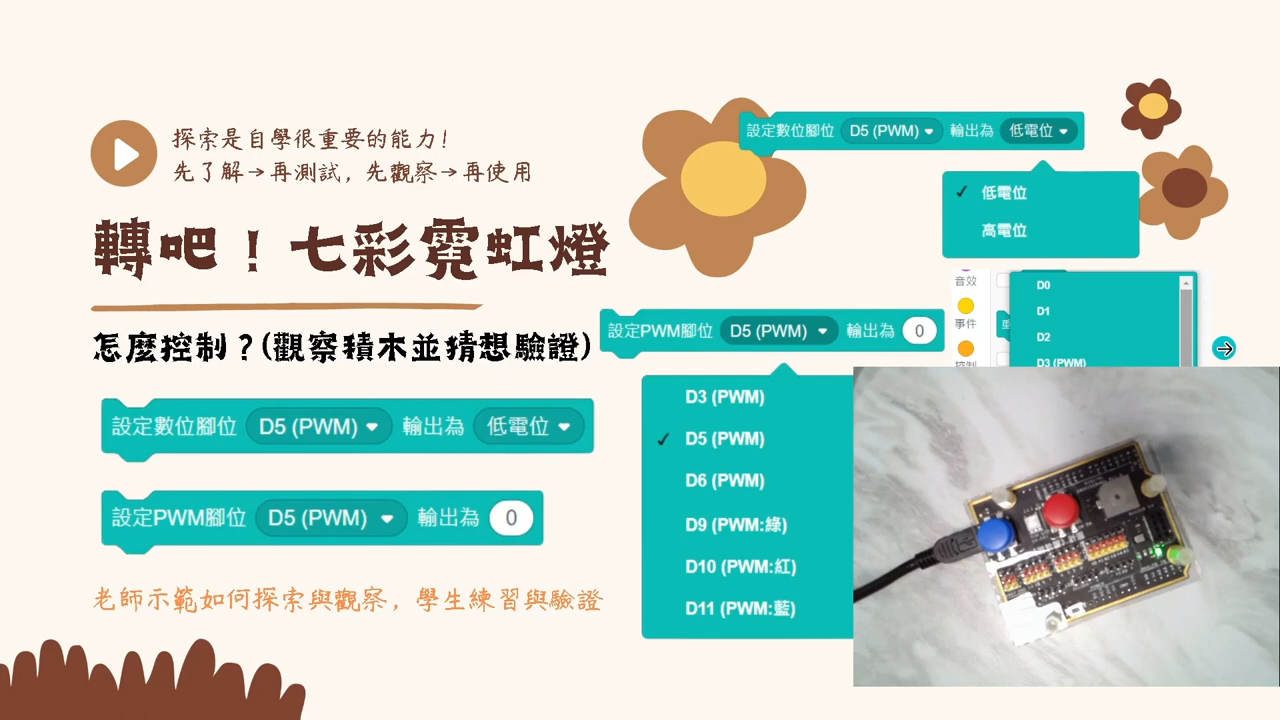 探索是自學很重要的能力！
先了解→再測試，先觀察→再使用
轉吧！七彩霓虹燈
怎麼控制？(觀察積木並猜想驗證)
設定數位腳位 D5 (PWM) 輸出為 低電位
設定PWM腳位 D5 (PWM) 輸出為 0
老師示範如何探索與觀察，學生練習與驗證
設定數位腳位 D5 (PWM) 輸出為 低電位
低電位
高電位
設定PWM腳位 D5 (PWM) 輸出為 0
D3 (PWM)
D5 (PWM)
D6 (PWM)
D9 (PWM:綠)
D10 (PWM:紅)
D11 (PWM:藍)
音效
事件
D0
D1
D2
D3 (PWM)